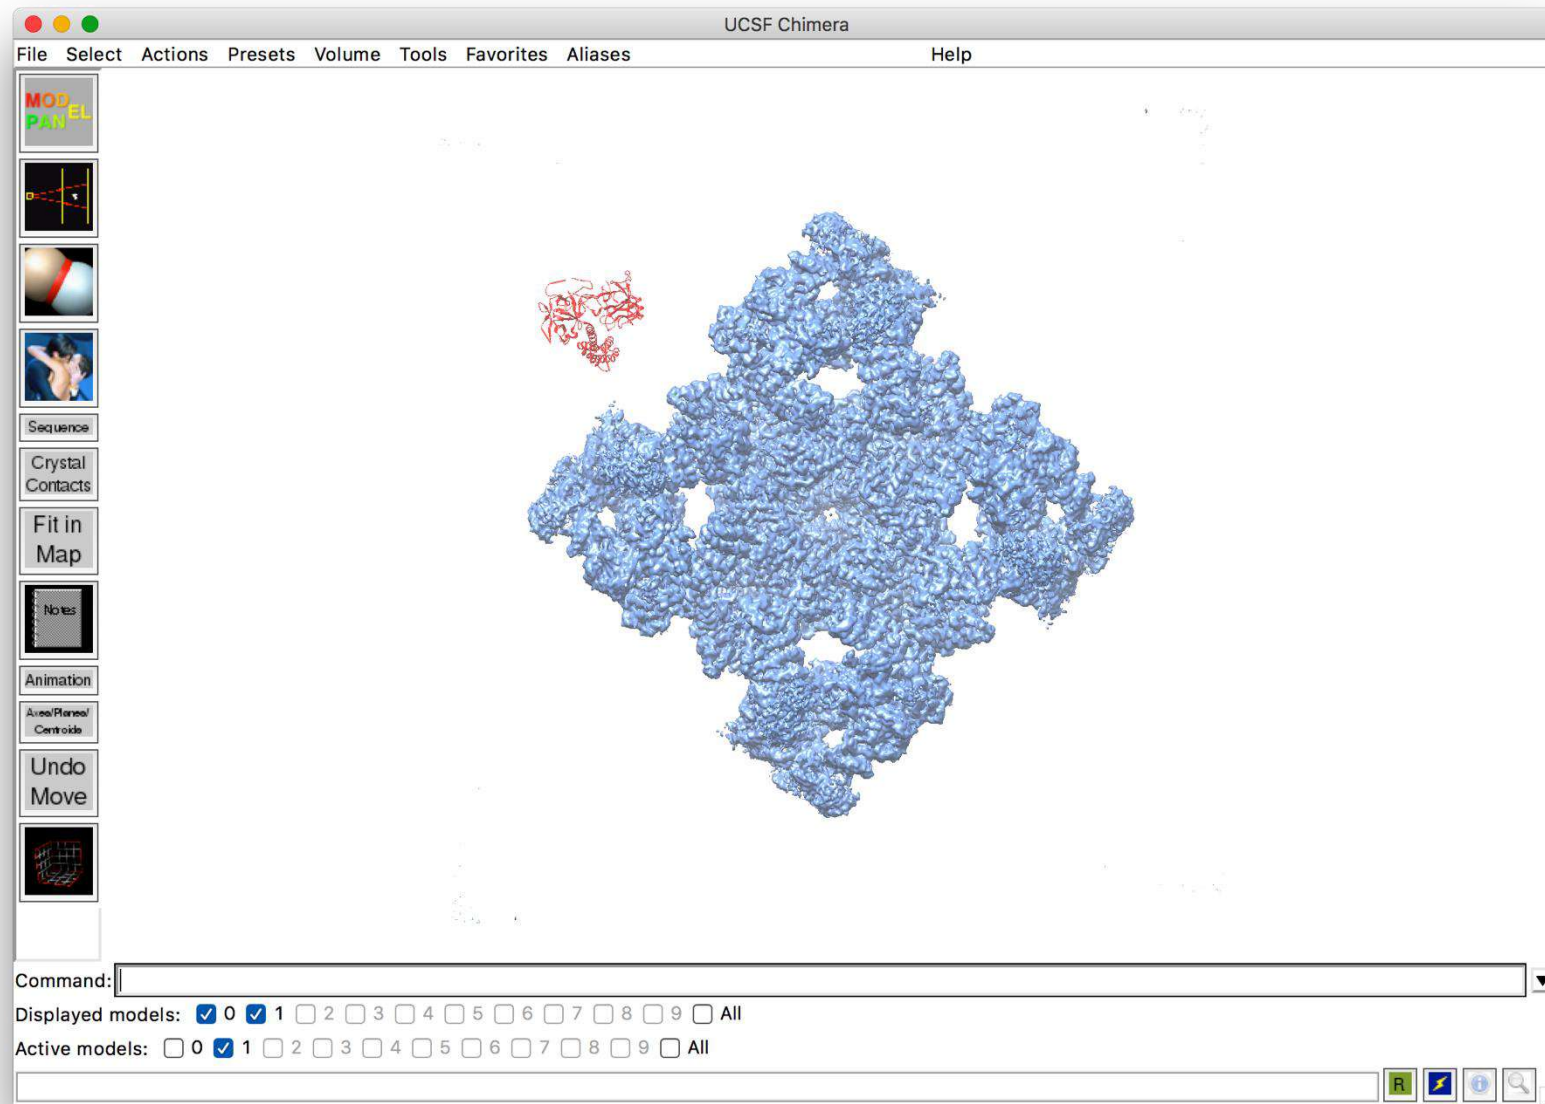 UCSF Chimera
File Select Actions Presets Volume Tools Favorites Aliases Help
MODEL
PANEL
Sequence
Crystal
Contacts
Fit in
Map
Notes
Animation
Axes/Planes/
Centroids
Undo
Move
Command:
Displayed models: 0 1 2 3 4 5 6 7 8 9 All
Active models: 0 1 2 3 4 5 6 7 8 9 All
R